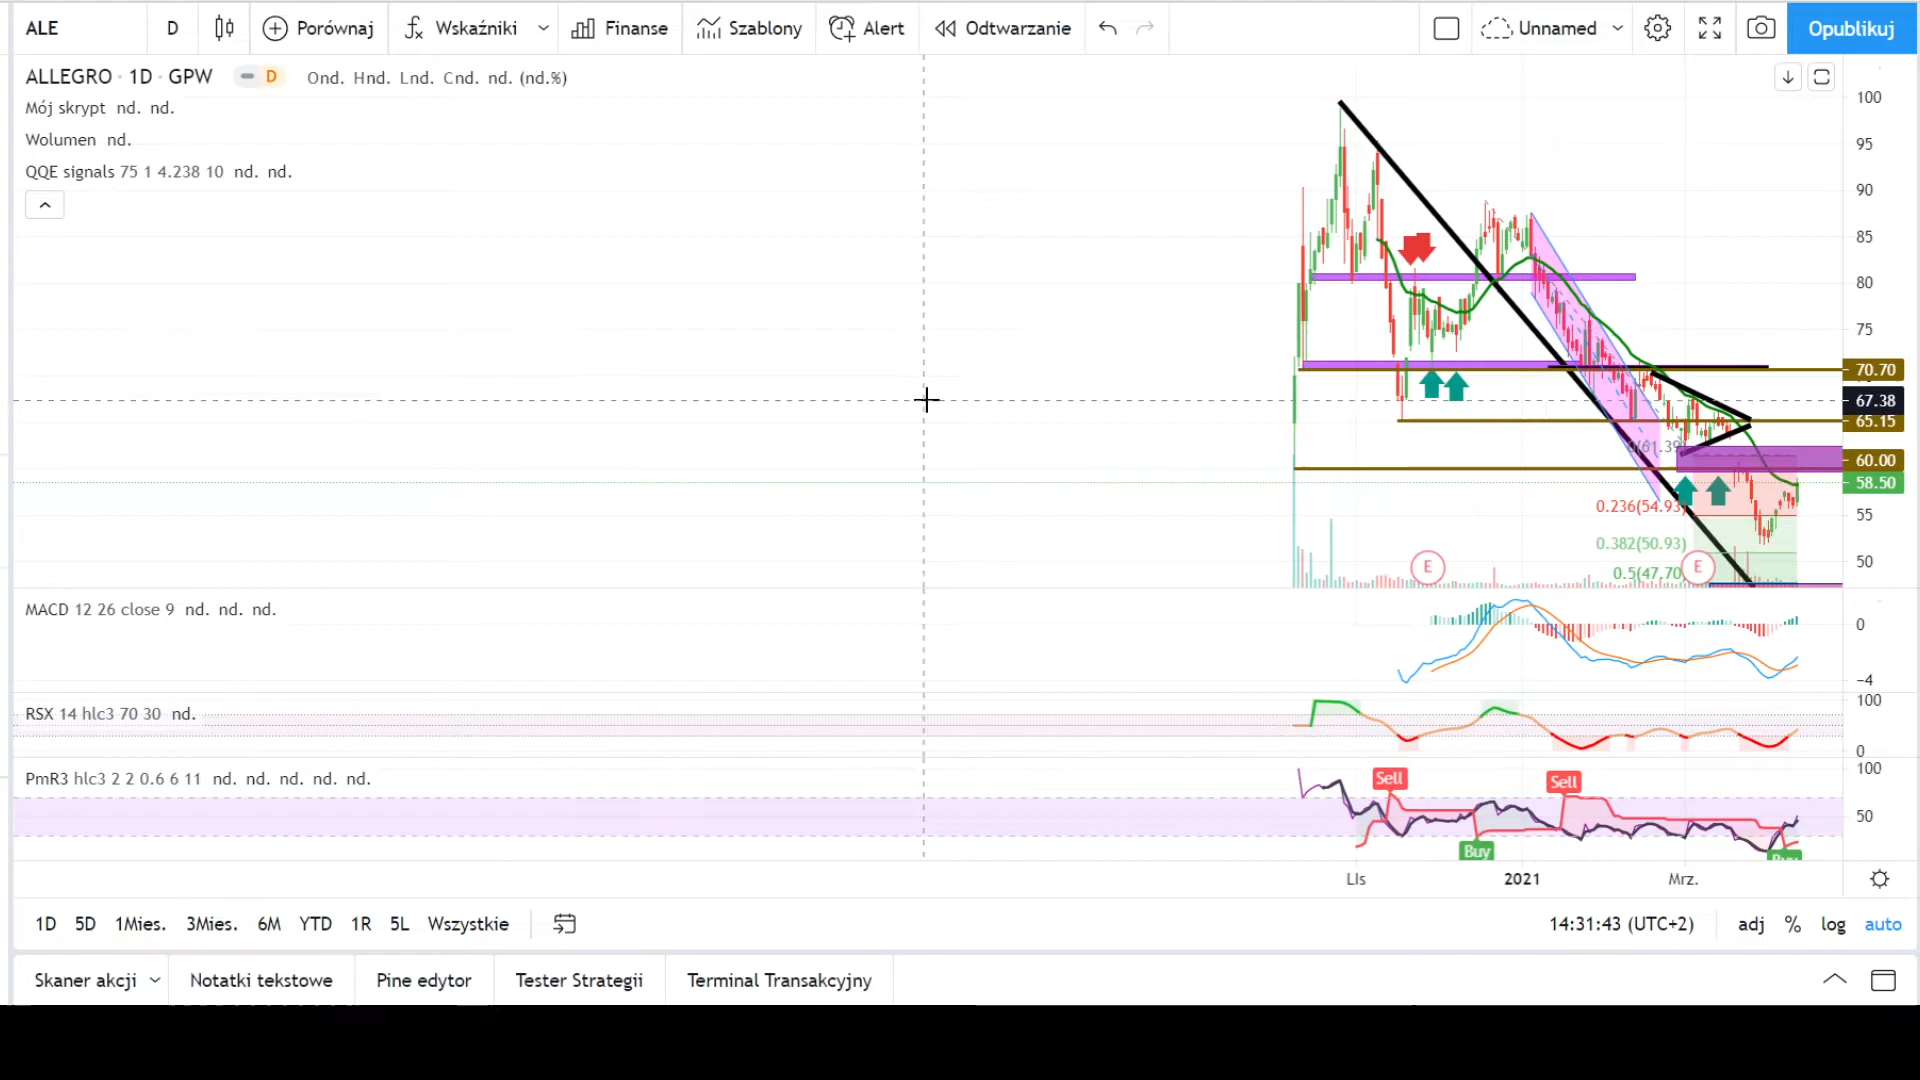 ALE D Porównaj Wskaźniki Finanse Szablony Alert Odtwarzanie Unnamed Opublikuj
ALLEGRO · 1D · GPW D Ond. Hnd. Lnd. Cnd. nd. (nd.%)
Mój skrypt nd. nd.
Wolumen nd.
QQE signals 75 1 4.238 10 nd. nd.
100
95
90
85
80
75
70.70
67.38
65.15
60.00
58.50
55
50
0(61.39)
0.236(54.93)
0.382(50.93)
0.5(47.70)
E
E
MACD 12 26 close 9 nd. nd. nd.
0
−4
RSX 14 hlc3 70 30 nd.
100
0
PmR3 hlc3 2 2 0.6 6 11 nd. nd. nd. nd. nd.
Sell
Sell
Buy
Buy
100
50
Lis 2021 Mrz.
1D 5D 1Mies. 3Mies. 6M YTD 1R 5L Wszystkie
14:31:43 (UTC+2) adj % log auto
Skaner akcji Notatki tekstowe Pine edytor Tester Strategii Terminal Transakcyjny